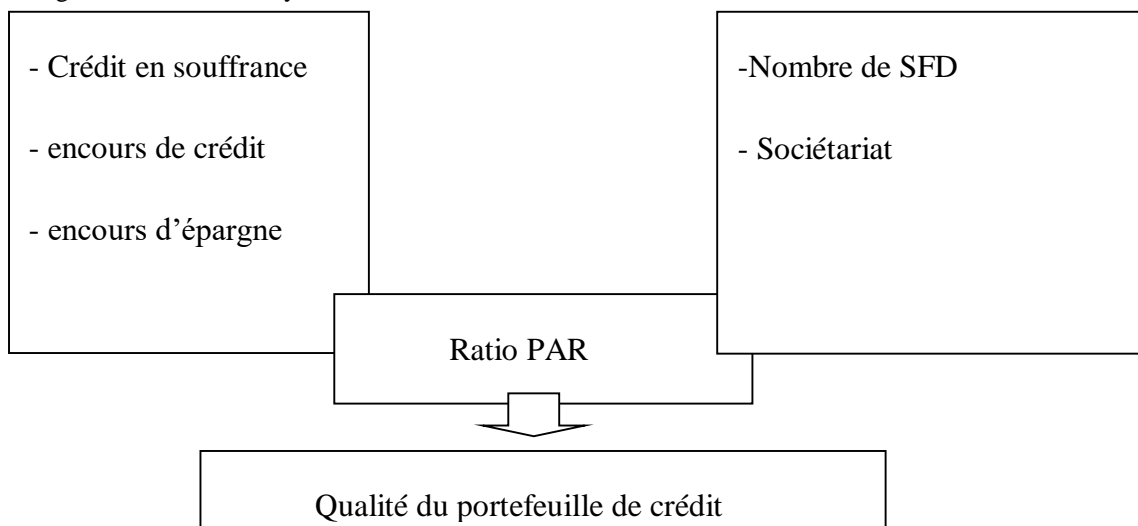 - Crédit en souffrance
- encours de crédit
- encours d’épargne
-Nombre de SFD
- Sociétariat
Ratio PAR
Qualité du portefeuille de crédit